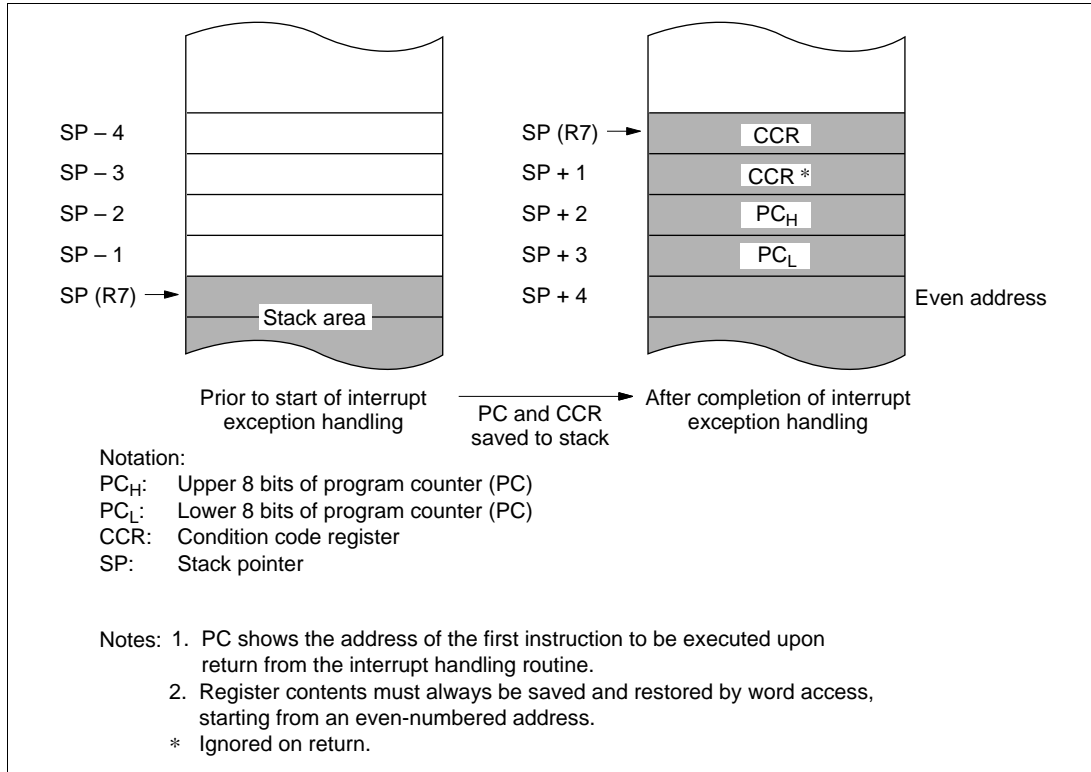 SP – 4
SP – 3
SP – 2
SP – 1
SP (R7)
Stack area
SP (R7)
SP + 1
SP + 2
SP + 3
SP + 4
CCR
CCR *
PCH
PCL
Even address
Prior to start of interrupt
exception handling
PC and CCR
saved to stack
After completion of interrupt
exception handling
Notation:
PCH: Upper 8 bits of program counter (PC)
PCL: Lower 8 bits of program counter (PC)
CCR: Condition code register
SP: Stack pointer
Notes: 1. PC shows the address of the first instruction to be executed upon
return from the interrupt handling routine.
2. Register contents must always be saved and restored by word access,
starting from an even-numbered address.
* Ignored on return.